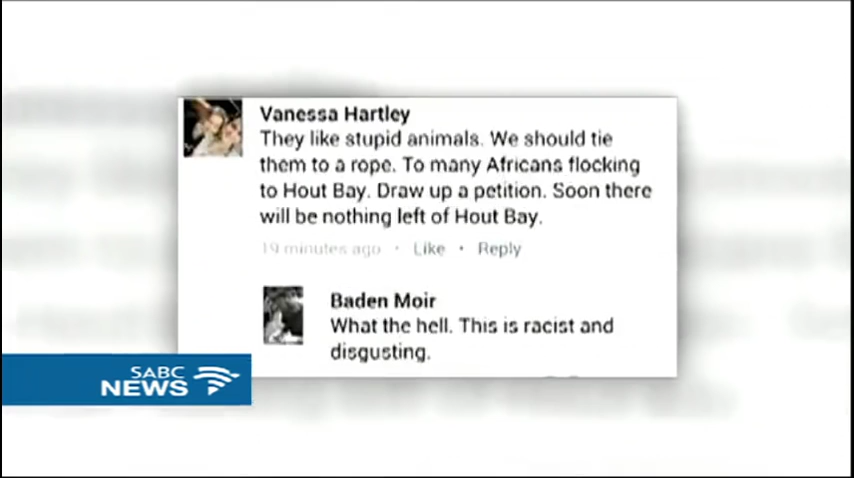 Vanessa Hartley
They like stupid animals. We should tie
them to a rope. To many Africans flocking
to Hout Bay. Draw up a petition. Soon there
will be nothing left of Hout Bay.
19 minutes ago · Like · Reply
Baden Moir
What the hell. This is racist and
disgusting.
SABC
NEWS